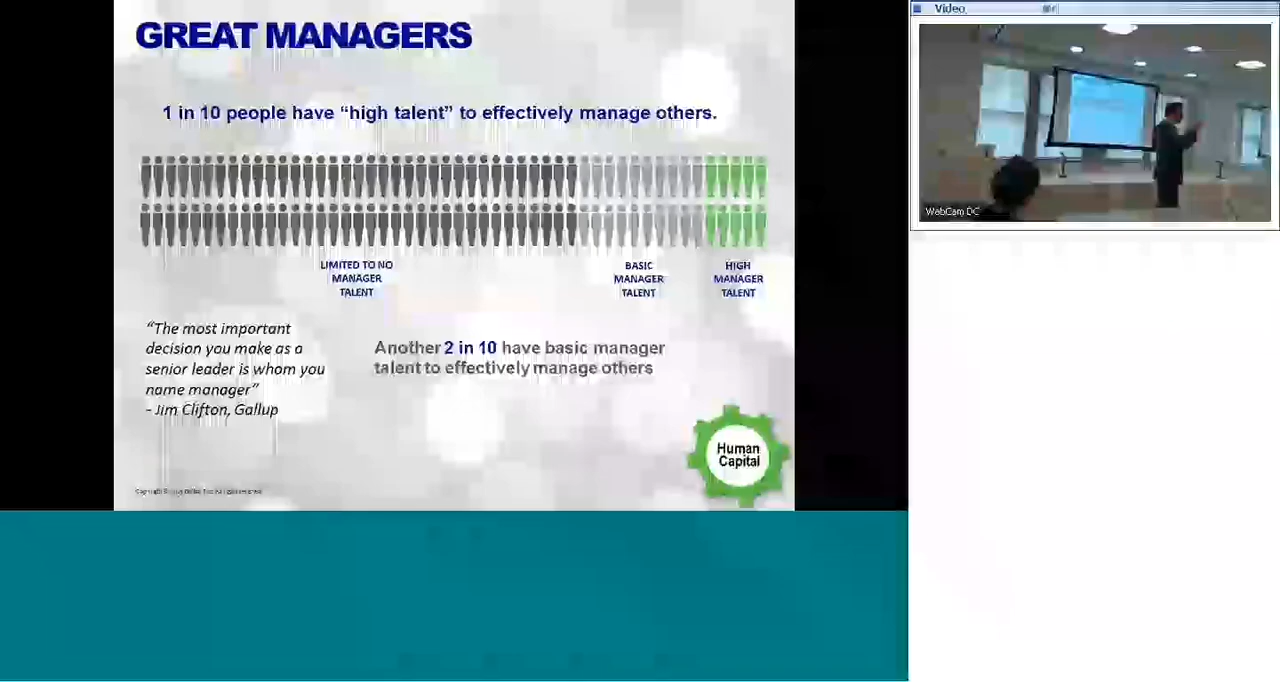 GREAT MANAGERS
1 in 10 people have “high talent” to effectively manage others.
LIMITED TO NO
MANAGER
TALENT
BASIC
MANAGER
TALENT
HIGH
MANAGER
TALENT
“The most important
decision you make as a
senior leader is whom you
name manager”
- Jim Clifton, Gallup
Another 2 in 10 have basic manager
talent to effectively manage others
Human
Capital
Video
WebCam DC